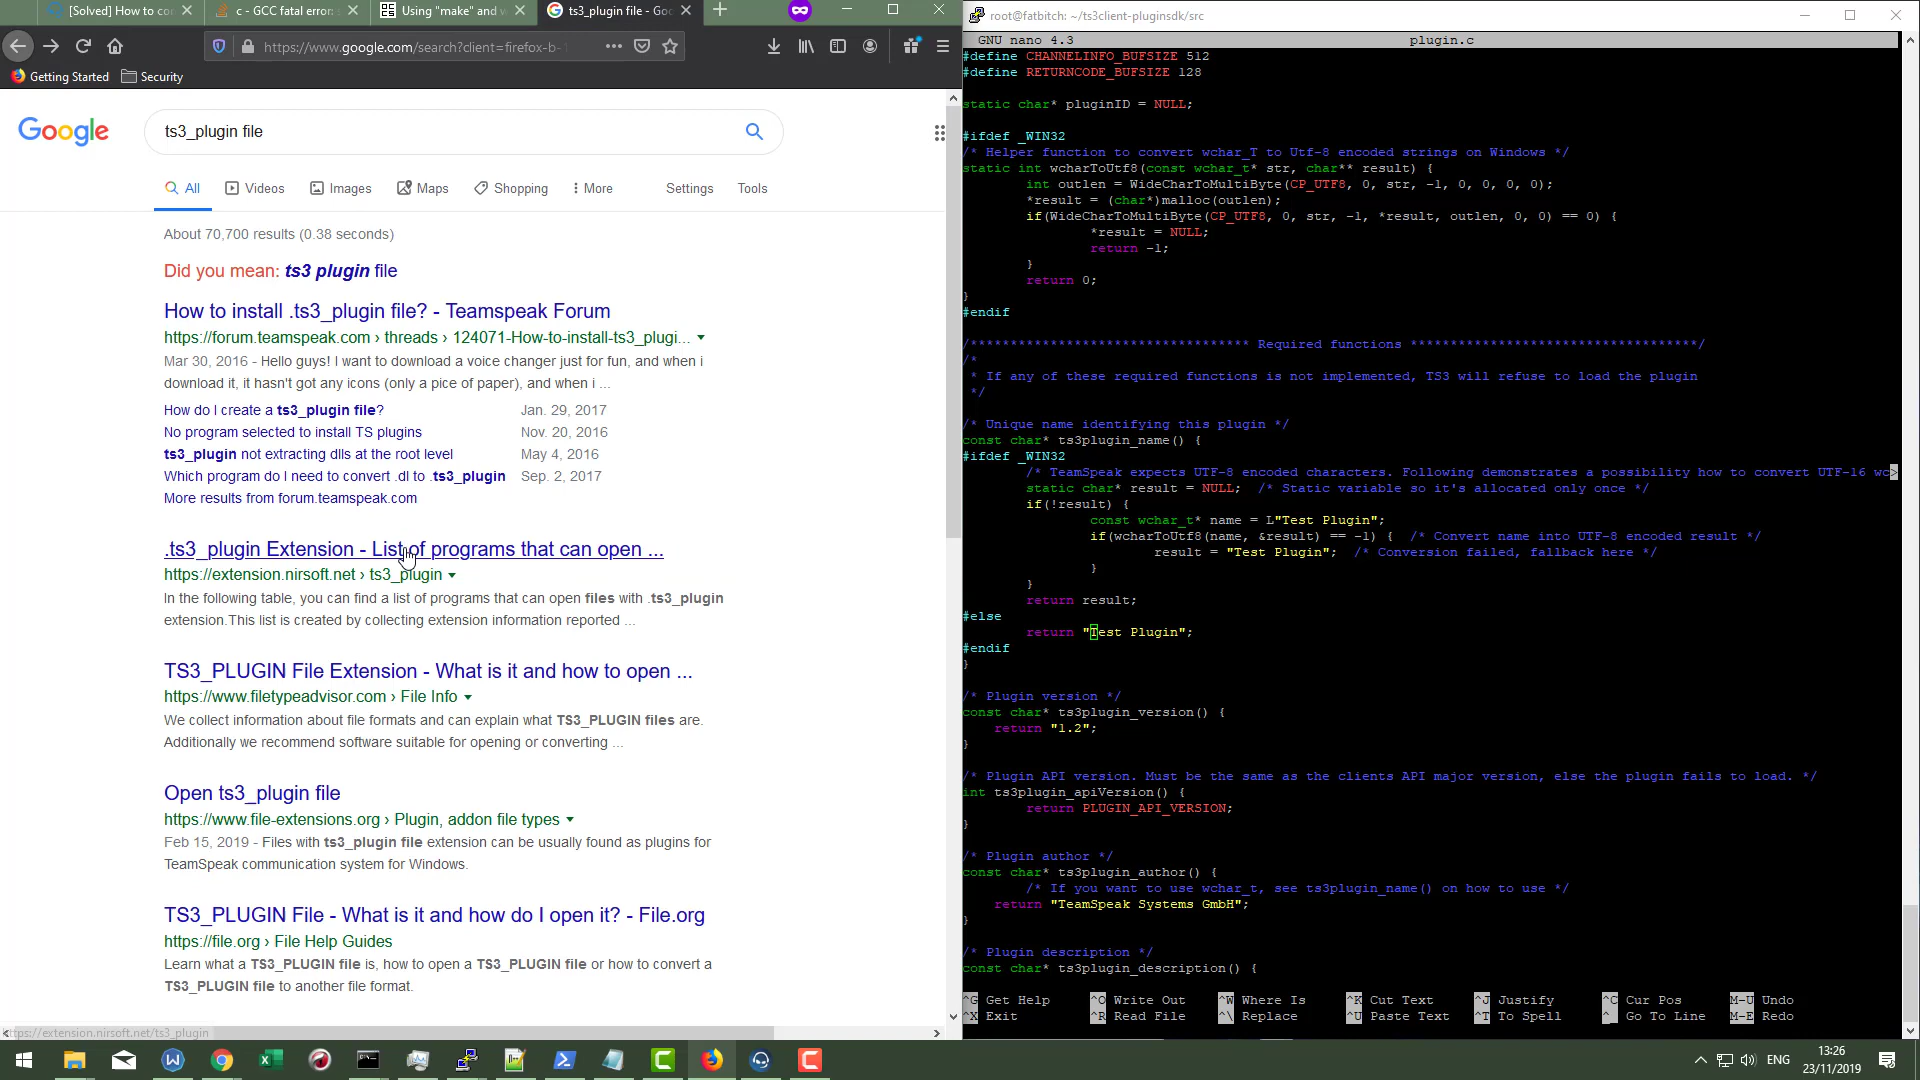 [Solved] How to co
c - GCC fatal error:
Using "make" and w
ts3_plugin file - Goo
https://www.google.com/search?client=firefox-b-
Getting Started
Security
Google
ts3_plugin file
All
Videos
Images
Maps
Shopping
More
Settings
Tools
About 70,700 results (0.38 seconds)
Did you mean: ts3 plugin file
How to install .ts3_plugin file? - Teamspeak Forum
https://forum.teamspeak.com › threads › 124071-How-to-install-ts3_plugi...
Mar 30, 2016 - Hello guys! I want to download a voice changer just for fun, and when i
download it, it hasn't got any icons (only a pice of paper), and when i ...
How do I create a ts3_plugin file? Jan. 29, 2017
No program selected to install TS plugins Nov. 20, 2016
ts3_plugin not extracting dlls at the root level May 4, 2016
Which program do I need to convert .dl to .ts3_plugin Sep. 2, 2017
More results from forum.teamspeak.com
.ts3_plugin Extension - List of programs that can open ...
https://extension.nirsoft.net › ts3_plugin
In the following table, you can find a list of programs that can open files with .ts3_plugin
extension.This list is created by collecting extension information reported ...
TS3_PLUGIN File Extension - What is it and how to open ...
https://www.filetypeadvisor.com › File Info
We collect information about file formats and can explain what TS3_PLUGIN files are.
Additionally we recommend software suitable for opening or converting ...
Open ts3_plugin file
https://www.file-extensions.org › Plugin, addon file types
Feb 15, 2019 - Files with ts3_plugin file extension can be usually found as plugins for
TeamSpeak communication system for Windows.
TS3_PLUGIN File - What is it and how do I open it? - File.org
https://file.org › File Help Guides
Learn what a TS3_PLUGIN file is, how to open a TS3_PLUGIN file or how to convert a
TS3_PLUGIN file to another file format.
https://extension.nirsoft.net/ts3_plugin
root@fatbitch: ~/ts3client-pluginsdk/src
GNU nano 4.3 plugin.c
#define CHANNELINFO_BUFSIZE 512
#define RETURNCODE_BUFSIZE 128
static char* pluginID = NULL;
#ifdef _WIN32
/* Helper function to convert wchar_T to Utf-8 encoded strings on Windows */
static int wcharToUtf8(const wchar_t* str, char** result) {
int outlen = WideCharToMultiByte(CP_UTF8, 0, str, -1, 0, 0, 0, 0);
*result = (char*)malloc(outlen);
if(WideCharToMultiByte(CP_UTF8, 0, str, -1, *result, outlen, 0, 0) == 0) {
*result = NULL;
return -1;
}
return 0;
}
#endif
/*********************************** Required functions ************************************/
/*
* If any of these required functions is not implemented, TS3 will refuse to load the plugin
*/
/* Unique name identifying this plugin */
const char* ts3plugin_name() {
#ifdef _WIN32
/* TeamSpeak expects UTF-8 encoded characters. Following demonstrates a possibility how to convert UTF-16 wc>
static char* result = NULL; /* Static variable so it's allocated only once */
if(!result) {
const wchar_t* name = L"Test Plugin";
if(wcharToUtf8(name, &result) == -1) { /* Convert name into UTF-8 encoded result */
result = "Test Plugin"; /* Conversion failed, fallback here */
}
}
return result;
#else
return "Test Plugin";
#endif
}
/* Plugin version */
const char* ts3plugin_version() {
return "1.2";
}
/* Plugin API version. Must be the same as the clients API major version, else the plugin fails to load. */
int ts3plugin_apiVersion() {
return PLUGIN_API_VERSION;
}
/* Plugin author */
const char* ts3plugin_author() {
/* If you want to use wchar_t, see ts3plugin_name() on how to use */
return "TeamSpeak Systems GmbH";
}
/* Plugin description */
const char* ts3plugin_description() {
^G Get Help ^O Write Out ^W Where Is ^K Cut Text ^J Justify ^C Cur Pos M-U Undo
^X Exit ^R Read File ^\ Replace ^U Paste Text ^T To Spell ^_ Go To Line M-E Redo
ENG
13:26
23/11/2019